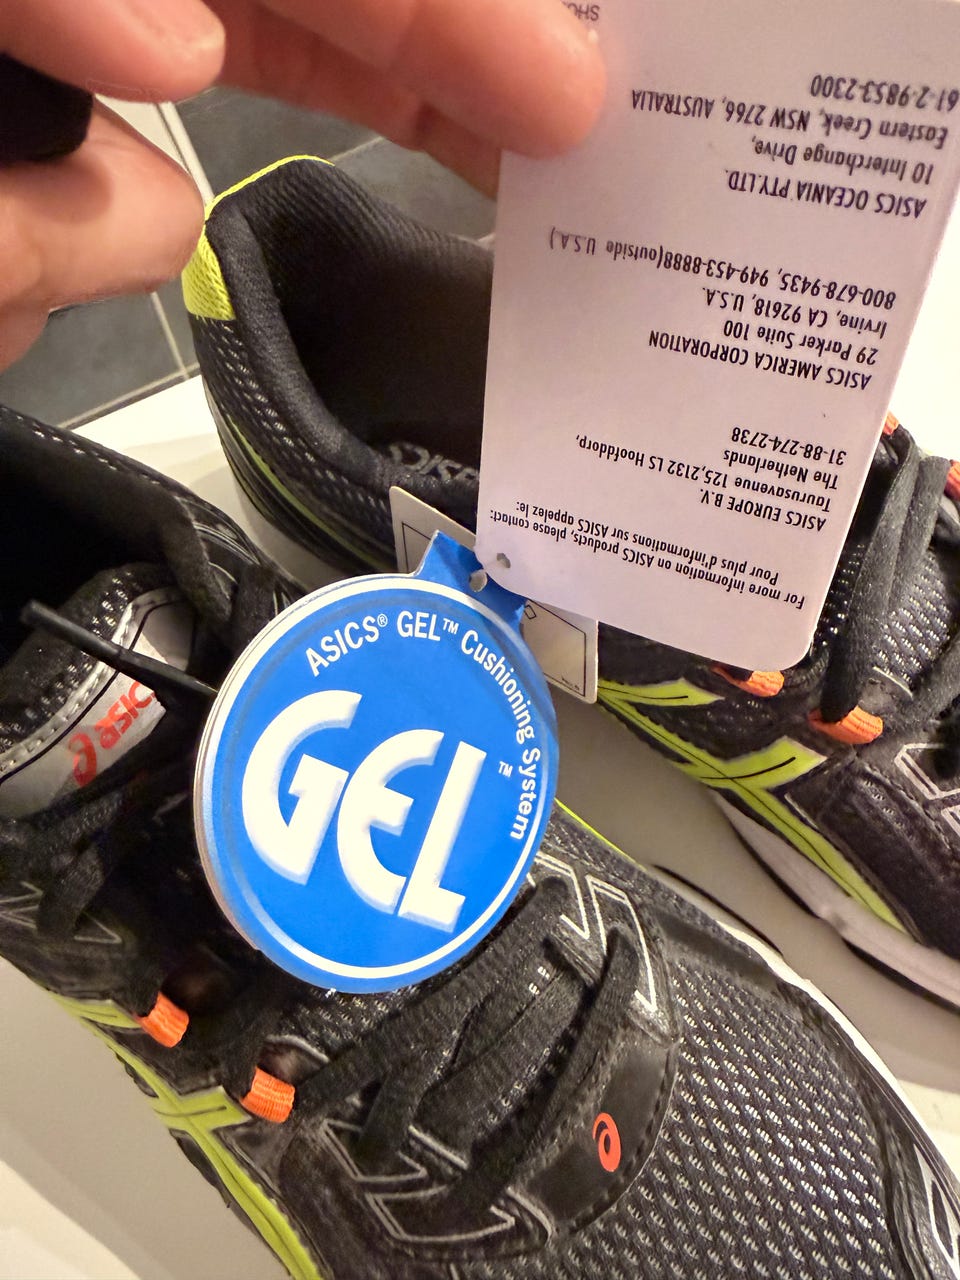 For more information on ASICS products, please contact:
Pour plus d'informations sur ASICS appelez le:
ASICS EUROPE B.V.
Taurusavenue 125,2132 LS Hoofddorp,
The Netherlands
31-88-274-2738
ASICS AMERICA CORPORATION
29 Parker Suite 100
Irvine, CA 92618, U.S.A.
800-678-9435, 949-453-8888(outside U.S.A.)
ASICS OCEANIA PTY.LTD.
10 Interchange Drive,
Eastern Creek, NSW 2766, AUSTRALIA
61-2-9853-2300
ASICS® GEL™ Cushioning System
GEL™
asics
asics